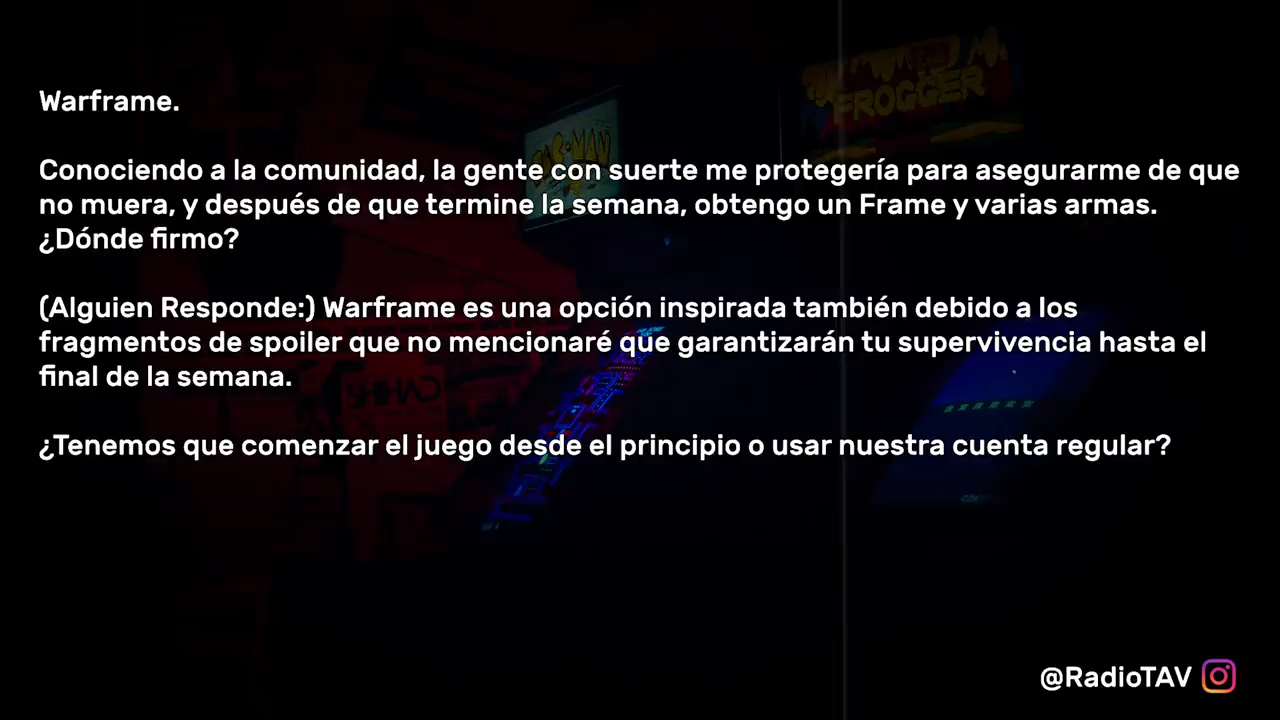 Warframe.
Conociendo a la comunidad, la gente con suerte me protegería para asegurarme de que
no muera, y después de que termine la semana, obtengo un Frame y varias armas.
¿Dónde firmo?
(Alguien Responde:) Warframe es una opción inspirada también debido a los
fragmentos de spoiler que no mencionaré que garantizarán tu supervivencia hasta el
final de la semana.
¿Tenemos que comenzar el juego desde el principio o usar nuestra cuenta regular?
@RadioTAV
PAC-MAN
FROGGER